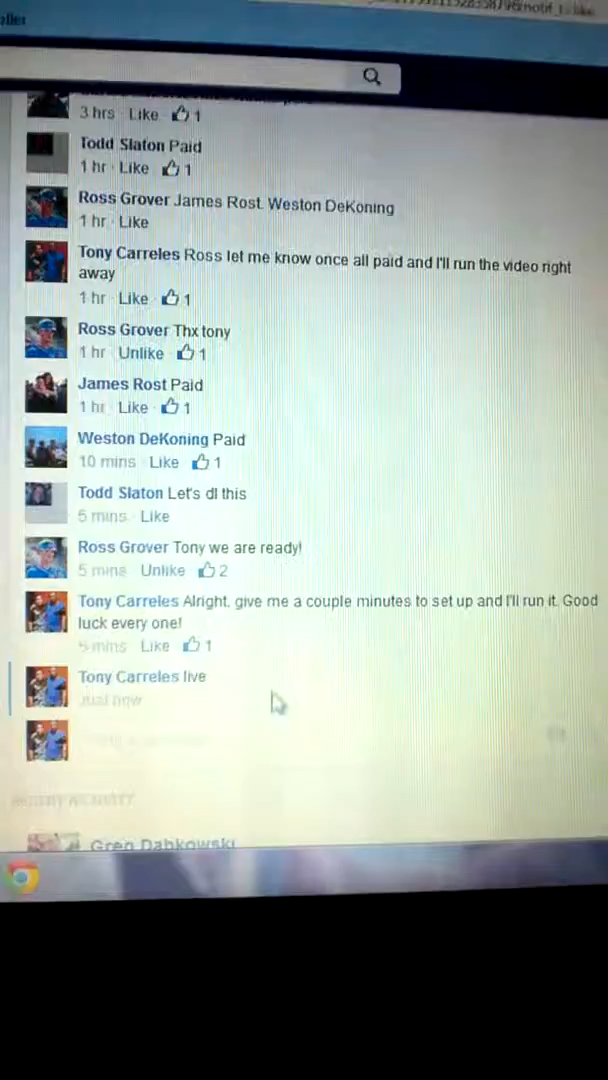 3 hrs · Like · 1
Todd Slaton Paid
1 hr · Like · 1
Ross Grover James Rost. Weston DeKoning
1 hr · Like
Tony Carreles Ross let me know once all paid and I'll run the video right
away
1 hr · Like · 1
Ross Grover Thx tony
1 hr · Unlike · 1
James Rost Paid
1 hr · Like · 1
Weston DeKoning Paid
10 mins · Like · 1
Todd Slaton Let's dl this
5 mins · Like
Ross Grover Tony we are ready!
5 mins · Unlike · 2
Tony Carreles Alright. give me a couple minutes to set up and I'll run it. Good
luck every one!
5 mins · Like · 1
Tony Carreles live
Just now
RECENT ACTIVITY
Greg Dabkowski